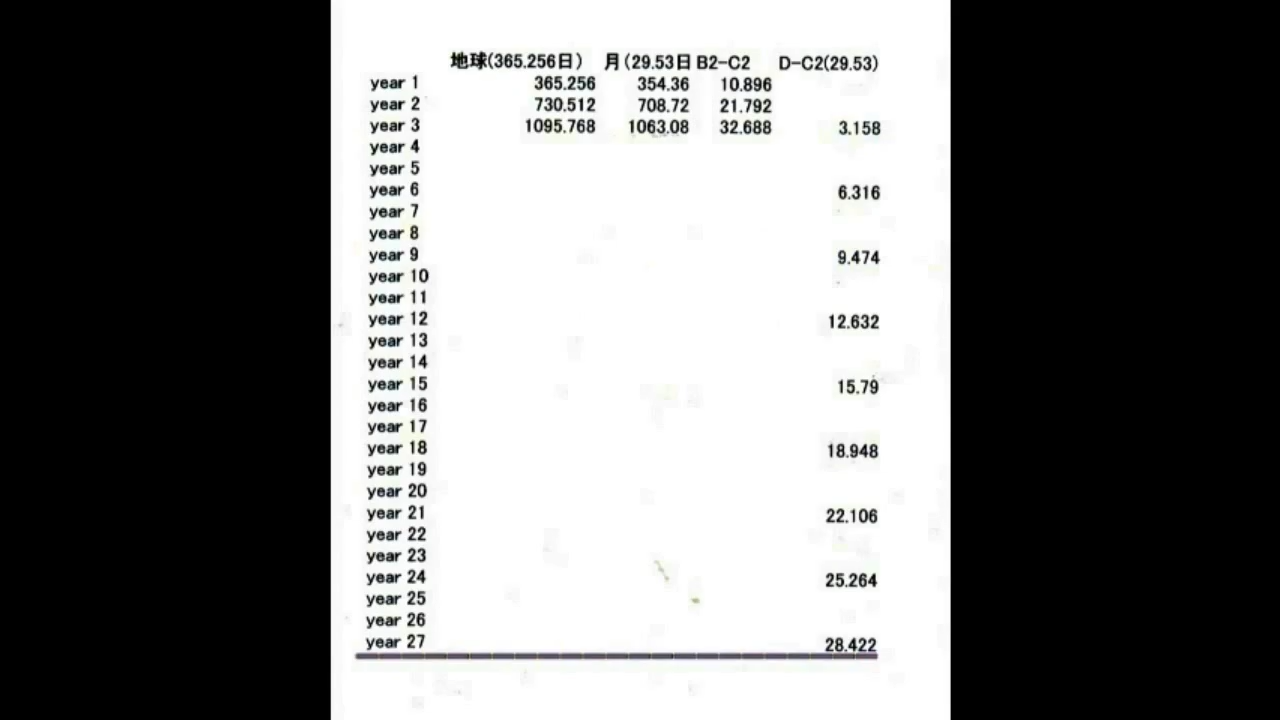 地球(365.256日) 月(29.53日 B2-C2 D-C2(29.53)
year 1 365.256 354.36 10.896
year 2 730.512 708.72 21.792
year 3 1095.768 1063.08 32.688 3.158
year 4
year 5
year 6 6.316
year 7
year 8
year 9 9.474
year 10
year 11
year 12 12.632
year 13
year 14
year 15 15.79
year 16
year 17
year 18 18.948
year 19
year 20
year 21 22.106
year 22
year 23
year 24 25.264
year 25
year 26
year 27 28.422